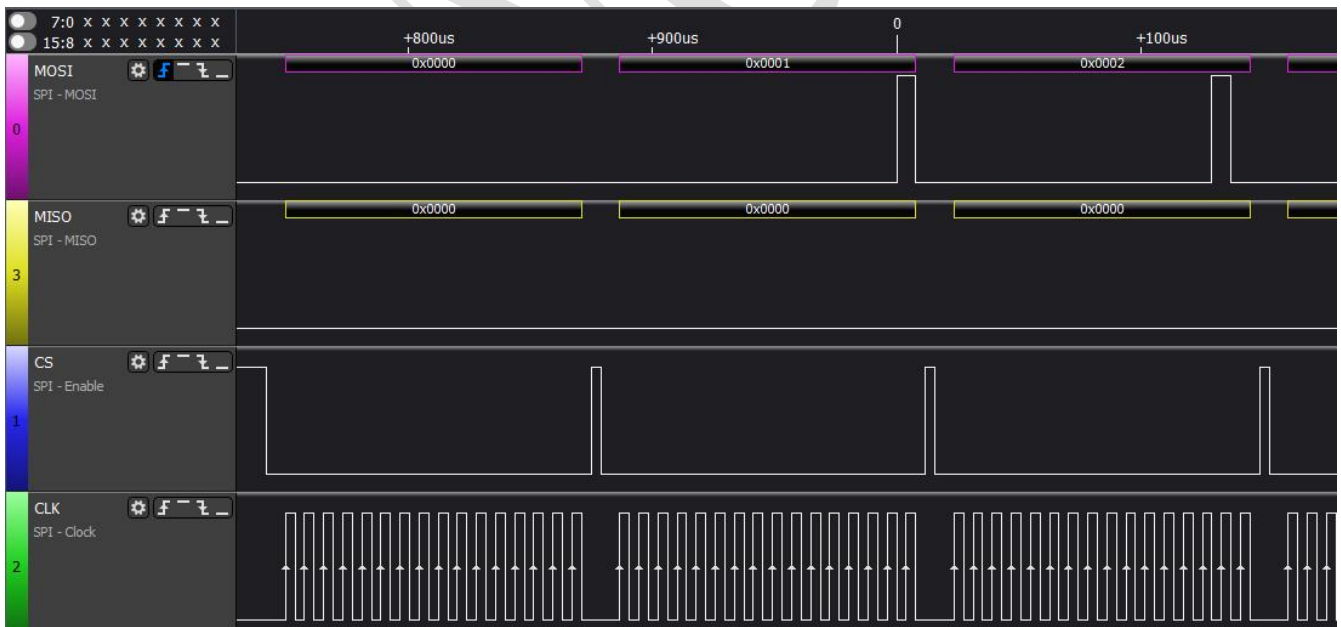 7:0 X X X X X X X X
15:8 X X X X X X X X
+800us +900us 0 +100us
MOSI
SPI - MOSI
0
0x0000 0x0001 0x0002
MISO
SPI - MISO
3
0x0000 0x0000 0x0000
CS
SPI - Enable
1
CLK
SPI - Clock
2